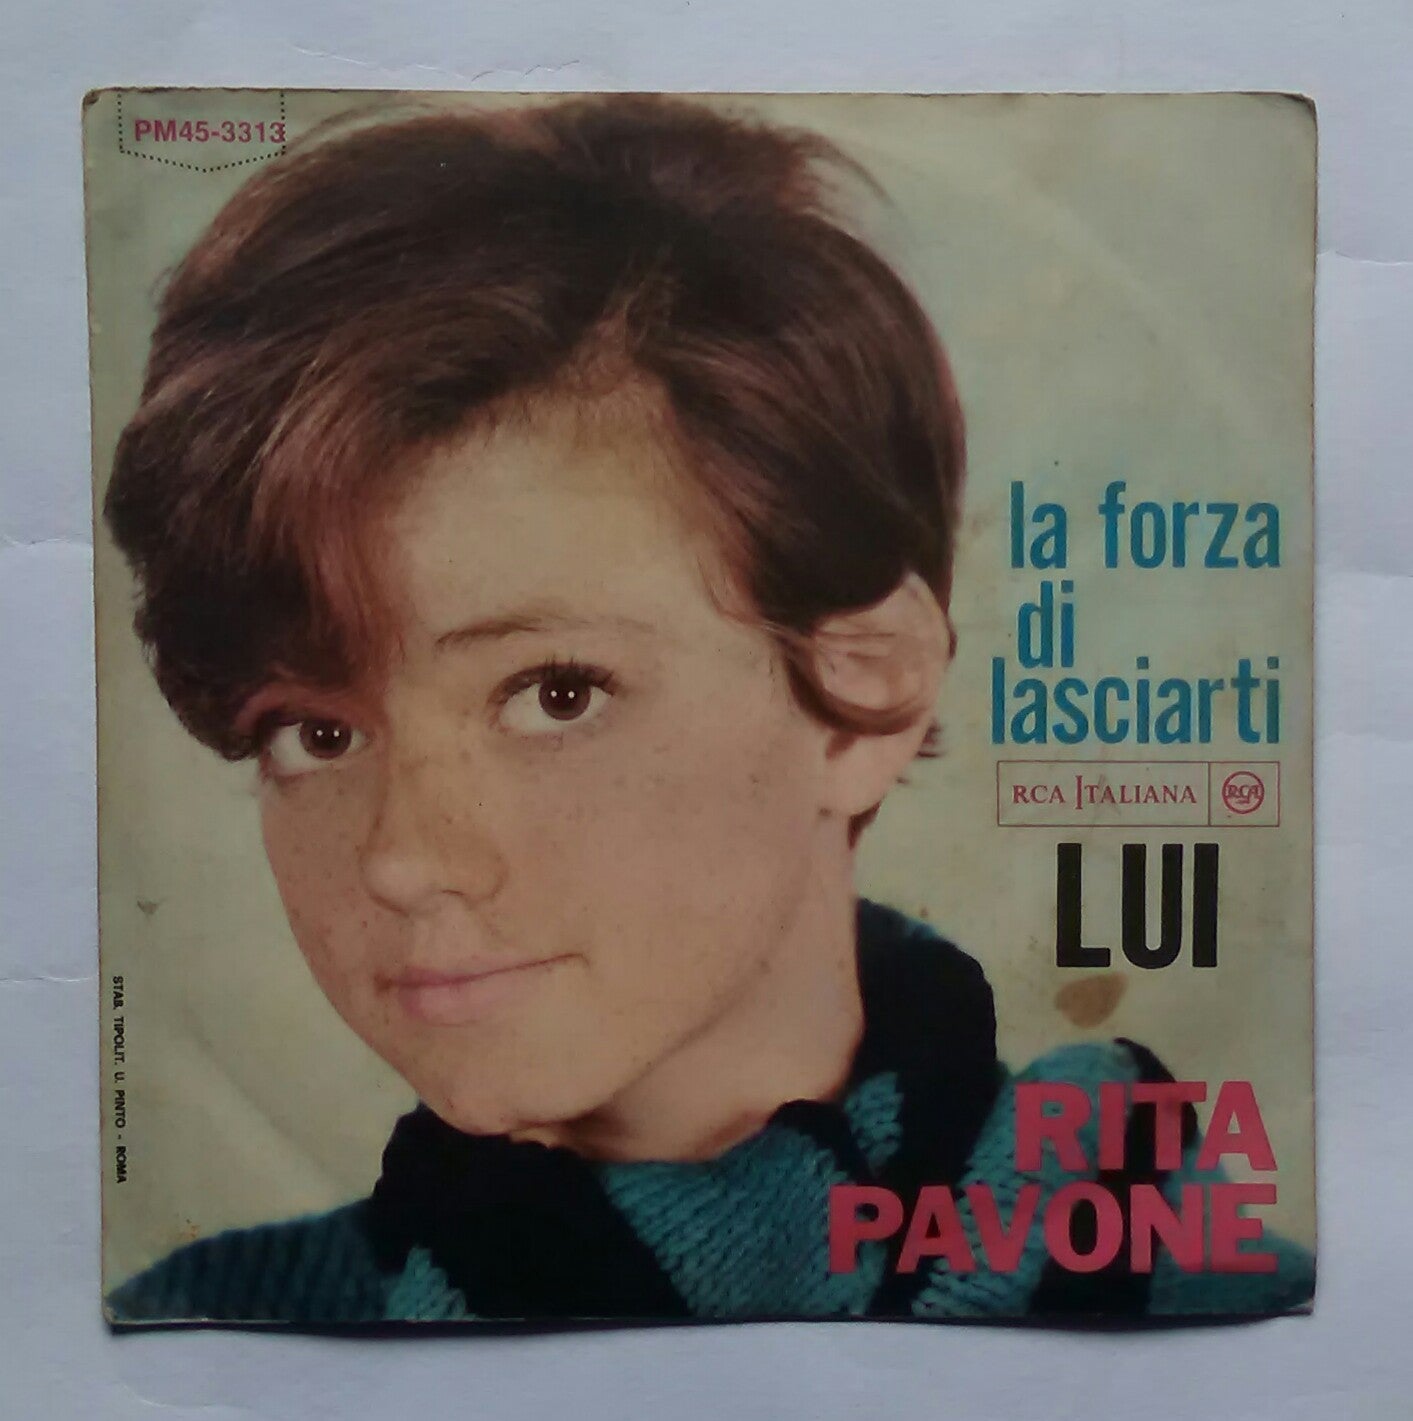 PM45-3313
la forza
di
lasciarti
RCA ITALIANA RCA
LUI
RITA
PAVONE
STAB. TIPOLIT. U. PINTO - ROMA